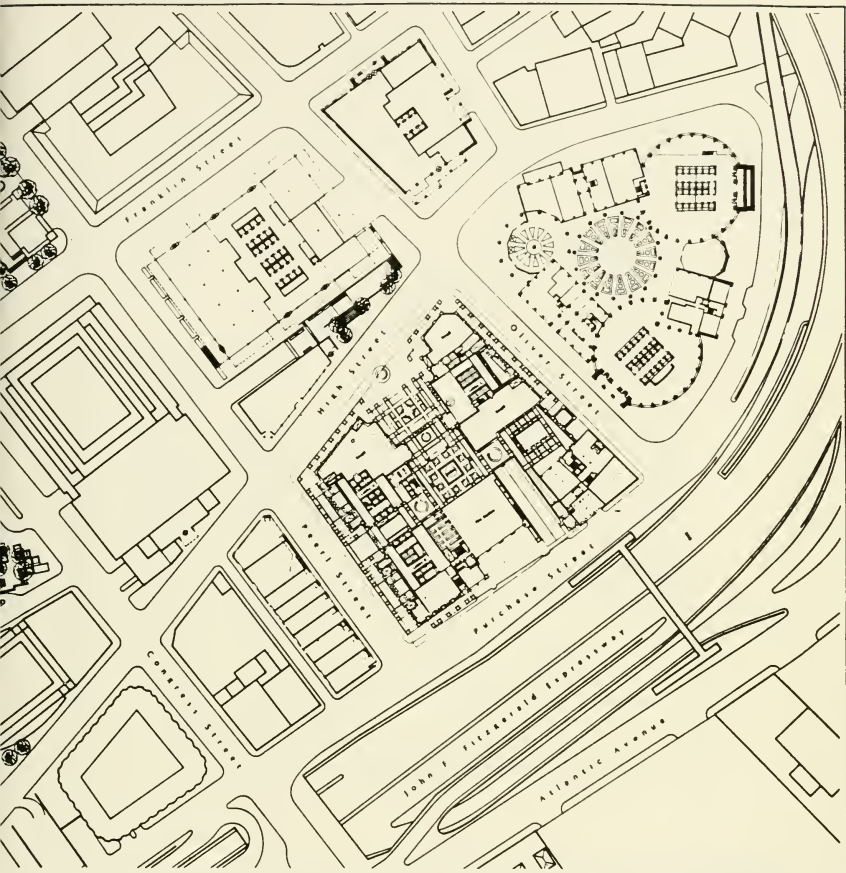 Franklin Street
High Street
Oliver Street
Pearl Street
Purchase Street
Congress Street
John F. Fitzgerald Expressway
Atlantic Avenue